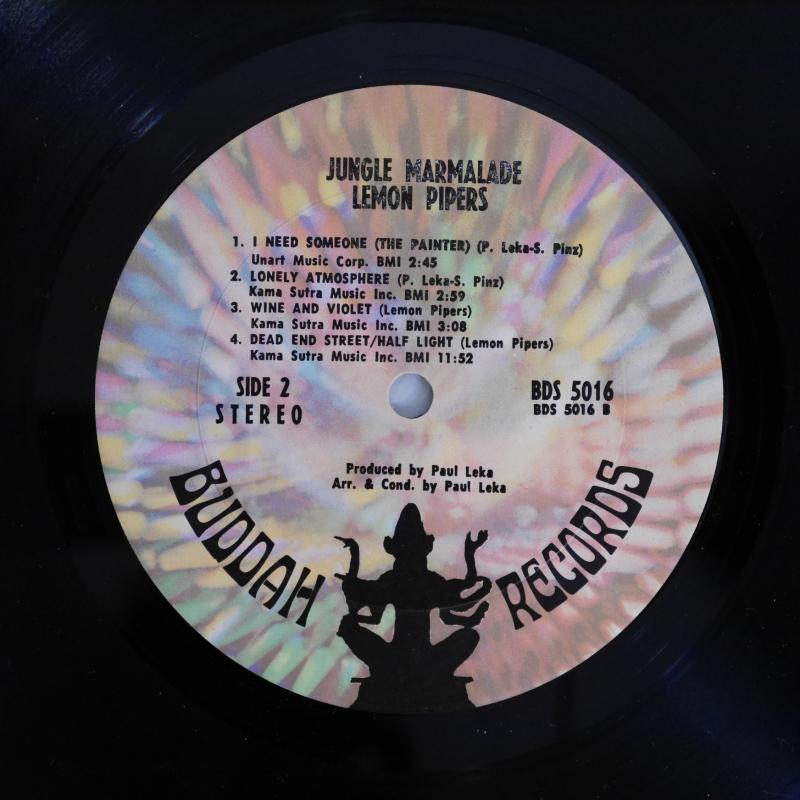 JUNGLE MARMALADE
LEMON PIPERS
1. I NEED SOMEONE (THE PAINTER) (P. Leka-S. Pinz)
Unart Music Corp. BMI 2:45
2. LONELY ATMOSPHERE (P. Leka-S. Pinz)
Kama Sutra Music Inc. BMI 2:59
3. WINE AND VIOLET (Lemon Pipers)
Kama Sutra Music Inc. BMI 3:08
4. DEAD END STREET/HALF LIGHT (Lemon Pipers)
Kama Sutra Music Inc. BMI 11:52
SIDE 2
STEREO
BDS 5016
BDS 5016 B
Produced by Paul Leka
Arr. & Cond. by Paul Leka
BUDDAH RECORDS